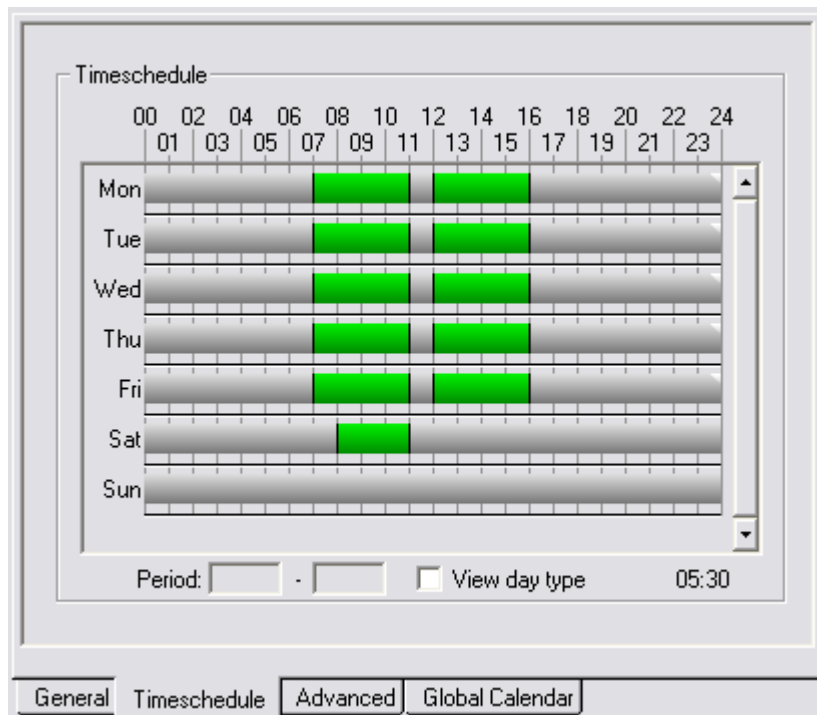 Timeschedule
00 02 04 06 08 10 12 14 16 18 20 22 24
01 03 05 07 09 11 13 15 17 19 21 23
Mon
Tue
Wed
Thu
Fri
Sat
Sun
Period: - View day type 05:30
General Timeschedule Advanced Global Calendar